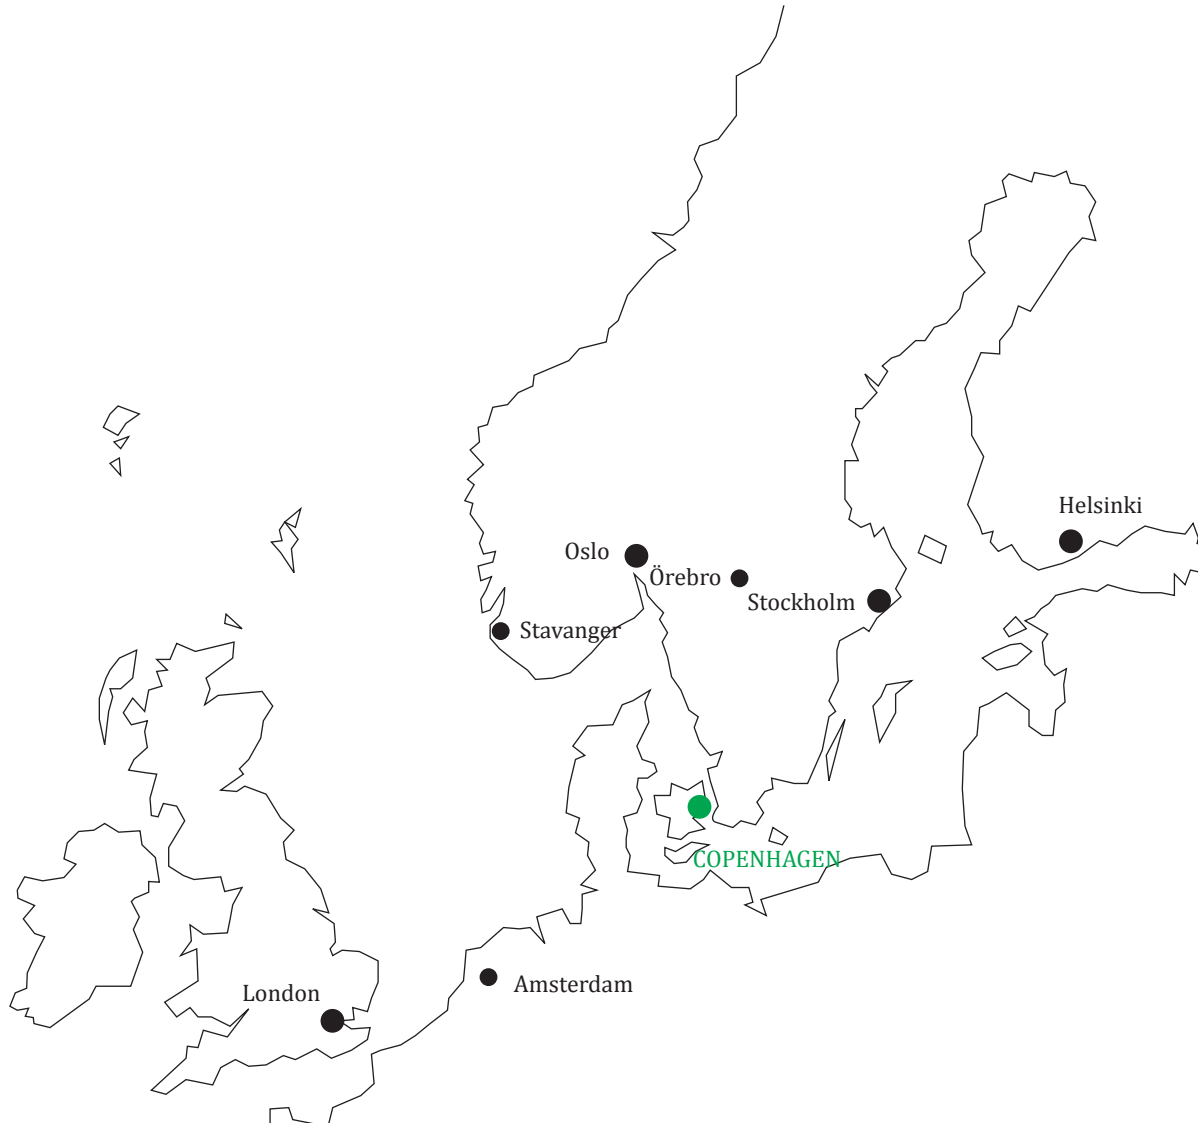 Helsinki
Oslo
Örebro
Stockholm
Stavanger
COPENHAGEN
Amsterdam
London